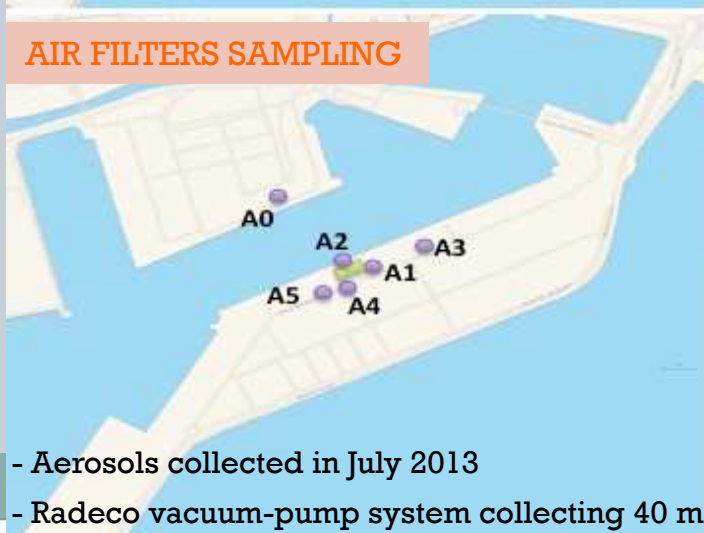 AIR FILTERS SAMPLING
A0
A2
A3
A1
A5
A4
- Aerosols collected in July 2013
- Radeco vacuum-pump system collecting 40 m